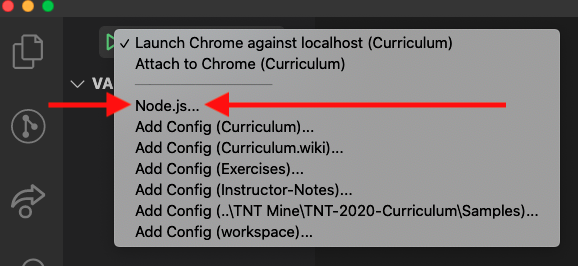 ✓ Launch Chrome against localhost (Curriculum)
Attach to Chrome (Curriculum)
VA
Node.js...
Add Config (Curriculum)...
Add Config (Curriculum.wiki)...
Add Config (Exercises)...
Add Config (Instructor-Notes)...
Add Config (..\TNT Mine\TNT-2020-Curriculum\Samples)...
Add Config (workspace)...